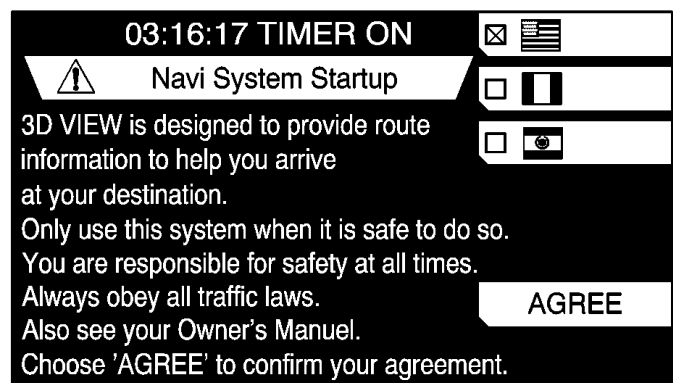 03:16:17 TIMER ON
Navi System Startup
3D VIEW is designed to provide route
information to help you arrive
at your destination.
Only use this system when it is safe to do so.
You are responsible for safety at all times.
Always obey all traffic laws.
Also see your Owner's Manuel.
Choose 'AGREE' to confirm your agreement.
AGREE